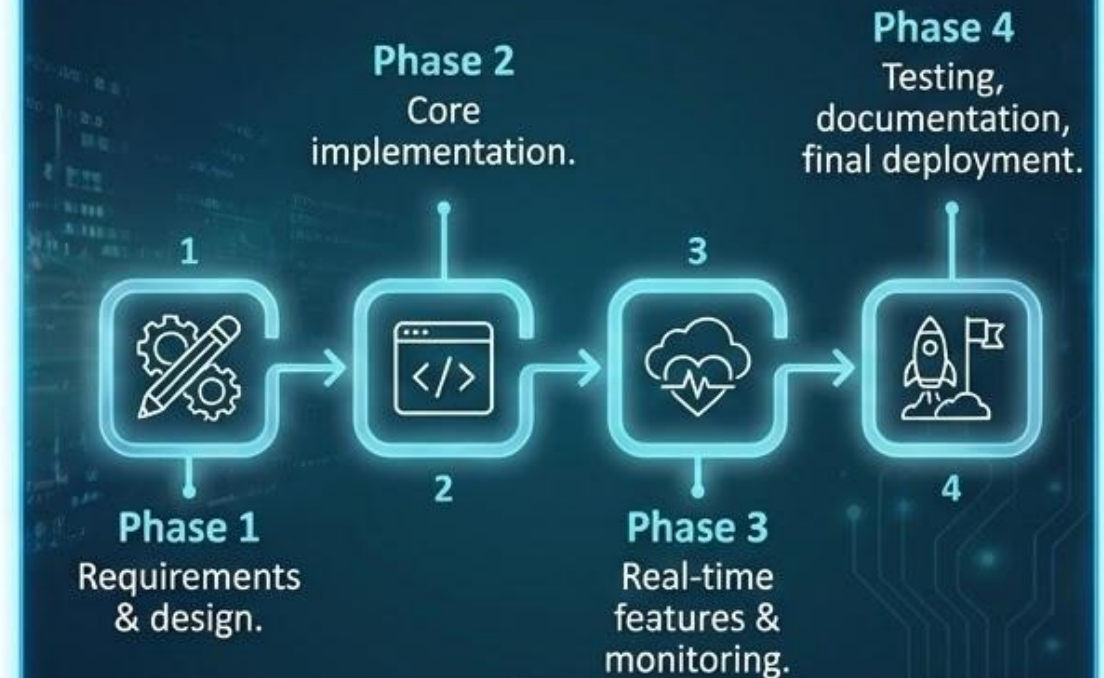 1
Phase 1
Requirements
& design.
Phase 2
Core
implementation.
</>
2
3
Phase 3
Real-time
features &
monitoring.
Phase 4
Testing,
documentation,
final deployment.
4